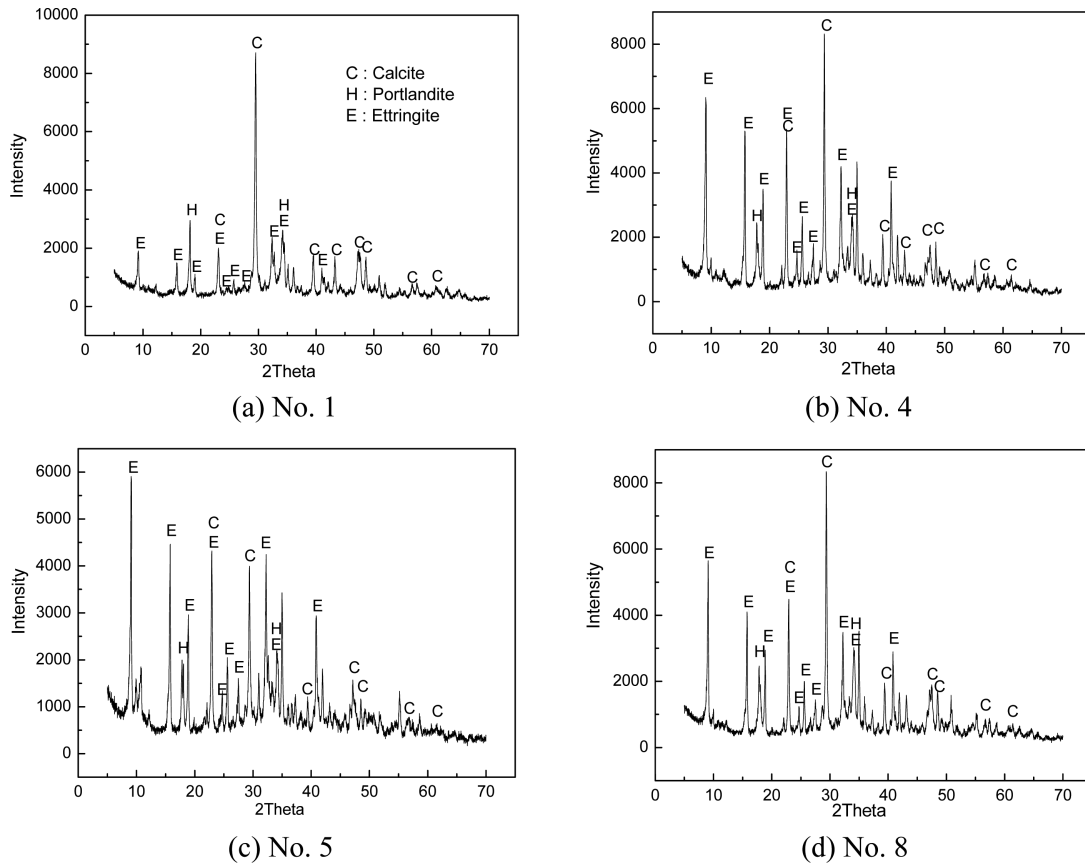 10000
8000
6000
4000
2000
0
Intensity
C
C : Calcite
H : Portlandite
E : Ettringite
E
E
H
E
C
E
E
E
E
E
H
E
C
E
C
C
C
C
C
0 10 20 30 40 50 60 70
2Theta
(a) No. 1
8000
6000
4000
2000
0
Intensity
C
E
E
H
E
E
C
E
E
E
E
H
E
E
C
C
C
C
C
C
0 10 20 30 40 50 60 70
2Theta
(b) No. 4
6000
5000
4000
3000
2000
1000
0
Intensity
E
E
H
E
C
E
E
E
E
C
E
H
E
E
C
C
C
C
C
0 10 20 30 40 50 60 70
2Theta
(c) No. 5
8000
6000
4000
2000
0
Intensity
C
E
E
H
E
C
E
E
E
E
E
H
E
E
C
C
C
C
C
0 10 20 30 40 50 60 70
2Theta
(d) No. 8